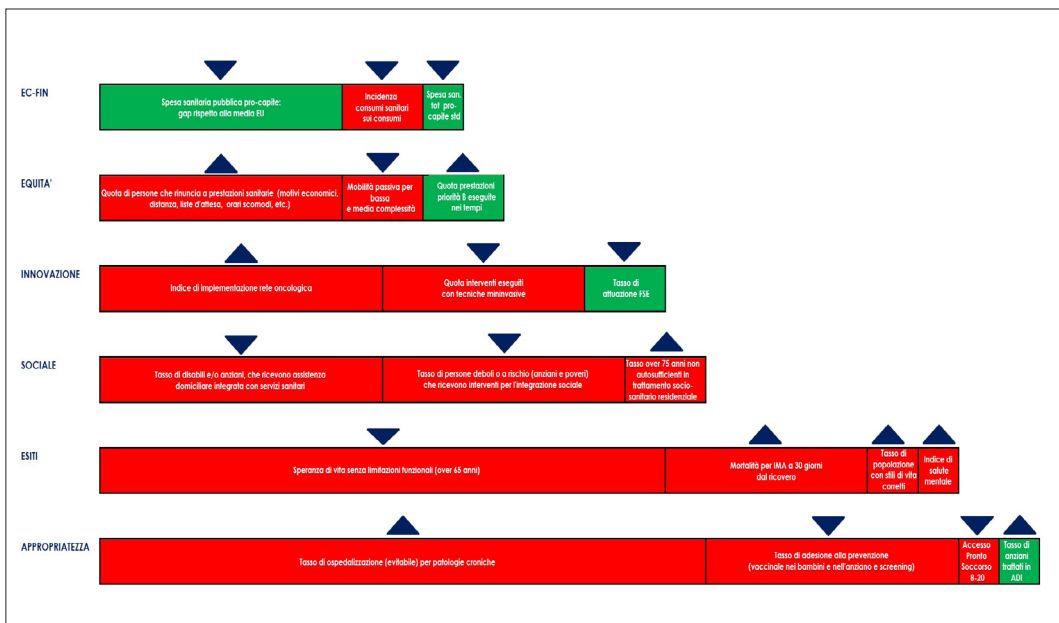 EC-FIN
Spesa sanitaria pubblica pro-capite:
gap rispetto alla media EU
Incidenza
consumi sanitari
sui consumi
Spesa san.
tot pro-
capite std
EQUITA'
Quota di persone che rinuncia a prestazioni sanitarie (motivi economici,
distanza, liste d'attesa, orari scomodi, etc.)
Mobilità passiva per
bassa
e media complessità
Quota prestazioni
priorità B eseguite
nei tempi
INNOVAZIONE
Indice di implementazione rete oncologica
Quota interventi eseguiti
con tecniche mininvasive
Tasso di
attuazione FSE
SOCIALE
Tasso di disabili e/o anziani, che ricevono assistenza
domiciliare integrata con servizi sanitari
Tasso di persone deboli o a rischio (anziani e poveri)
che ricevono interventi per l'integrazione sociale
Tasso over 75 anni non
autosufficienti in
trattamento socio-
sanitario residenziale
ESITI
Speranza di vita senza limitazioni funzionali (over 65 anni)
Mortalità per IMA a 30 giorni
dal ricovero
Tasso di
popolazione
con stili di vita
corretti
Indice di
salute
mentale
APPROPRIATEZZA
Tasso di ospedalizzazione (evitabile) per patologie croniche
Tasso di adesione alla prevenzione
(vaccinale nei bambini e nell'anziano e screening)
Accesso
Pronto
Soccorso
8-20
Tasso di
anziani
trattati in
ADI